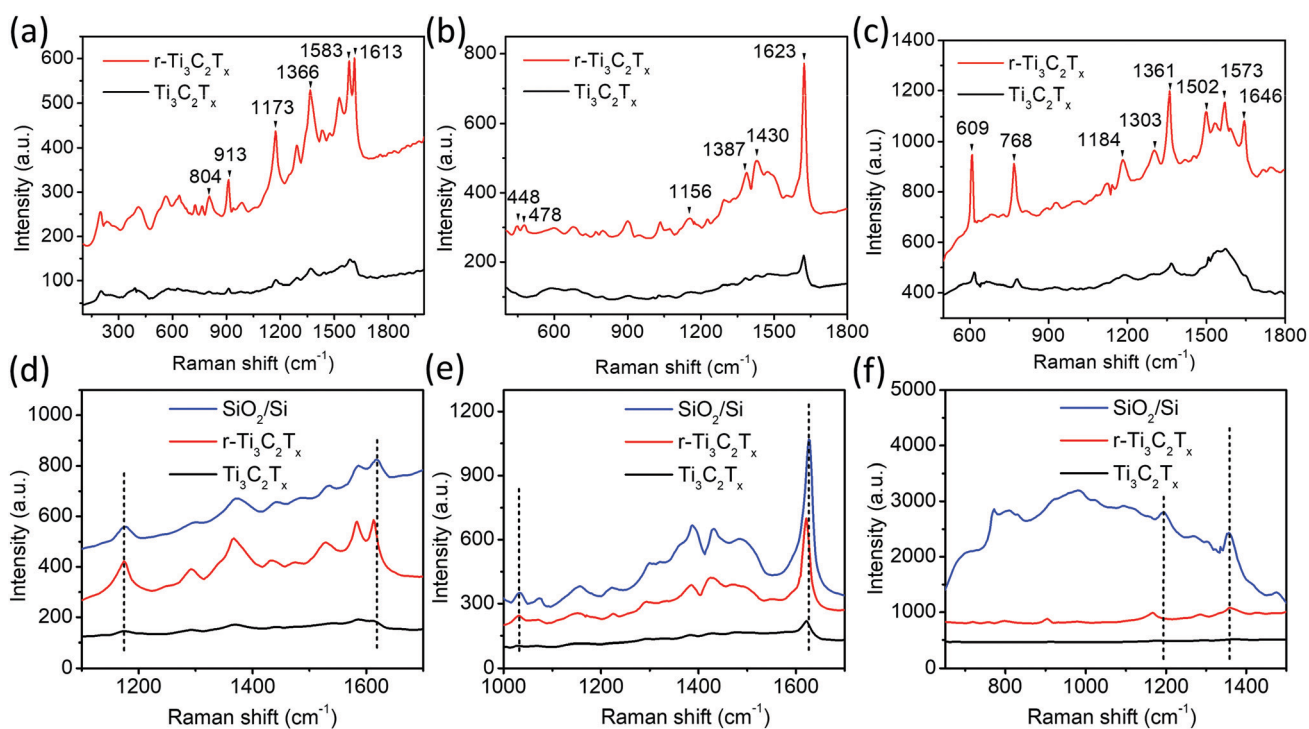 (a)
r-Ti₃C₂Tₓ
Ti₃C₂Tₓ
1583
1613
1366
1173
913
804
600
500
400
300
200
100
Intensity (a.u.)
300 600 900 1200 1500 1800
Raman shift (cm⁻¹)
(b)
r-Ti₃C₂Tₓ
Ti₃C₂Tₓ
1623
1430
1387
1156
448
478
800
600
400
200
Intensity (a.u.)
600 900 1200 1500 1800
Raman shift (cm⁻¹)
(c)
r-Ti₃C₂Tₓ
Ti₃C₂Tₓ
1361
1573
1502
1646
1303
1184
609
768
1400
1200
1000
800
600
400
Intensity (a.u.)
600 900 1200 1500 1800
Raman shift (cm⁻¹)
(d)
SiO₂/Si
r-Ti₃C₂Tₓ
Ti₃C₂Tₓ
1000
800
600
400
200
0
Intensity (a.u.)
1200 1400 1600
Raman shift (cm⁻¹)
(e)
SiO₂/Si
r-Ti₃C₂Tₓ
Ti₃C₂Tₓ
1200
900
600
300
0
Intensity (a.u.)
1000 1200 1400 1600
Raman shift (cm⁻¹)
(f)
SiO₂/Si
r-Ti₃C₂Tₓ
Ti₃C₂Tₓ
5000
4000
3000
2000
1000
0
Intensity (a.u.)
800 1000 1200 1400
Raman shift (cm⁻¹)